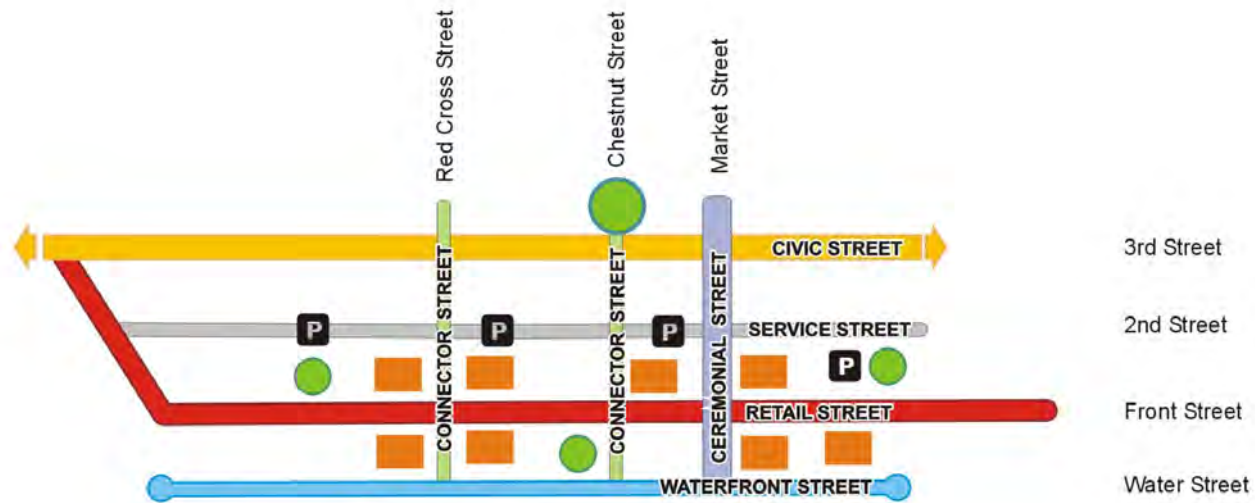 Red Cross Street
Chestnut Street
Market Street
CIVIC STREET
3rd Street
CONNECTOR STREET
CONNECTOR STREET
CEREMONIAL STREET
P
P
P
SERVICE STREET
2nd Street
P
RETAIL STREET
Front Street
WATERFRONT STREET
Water Street